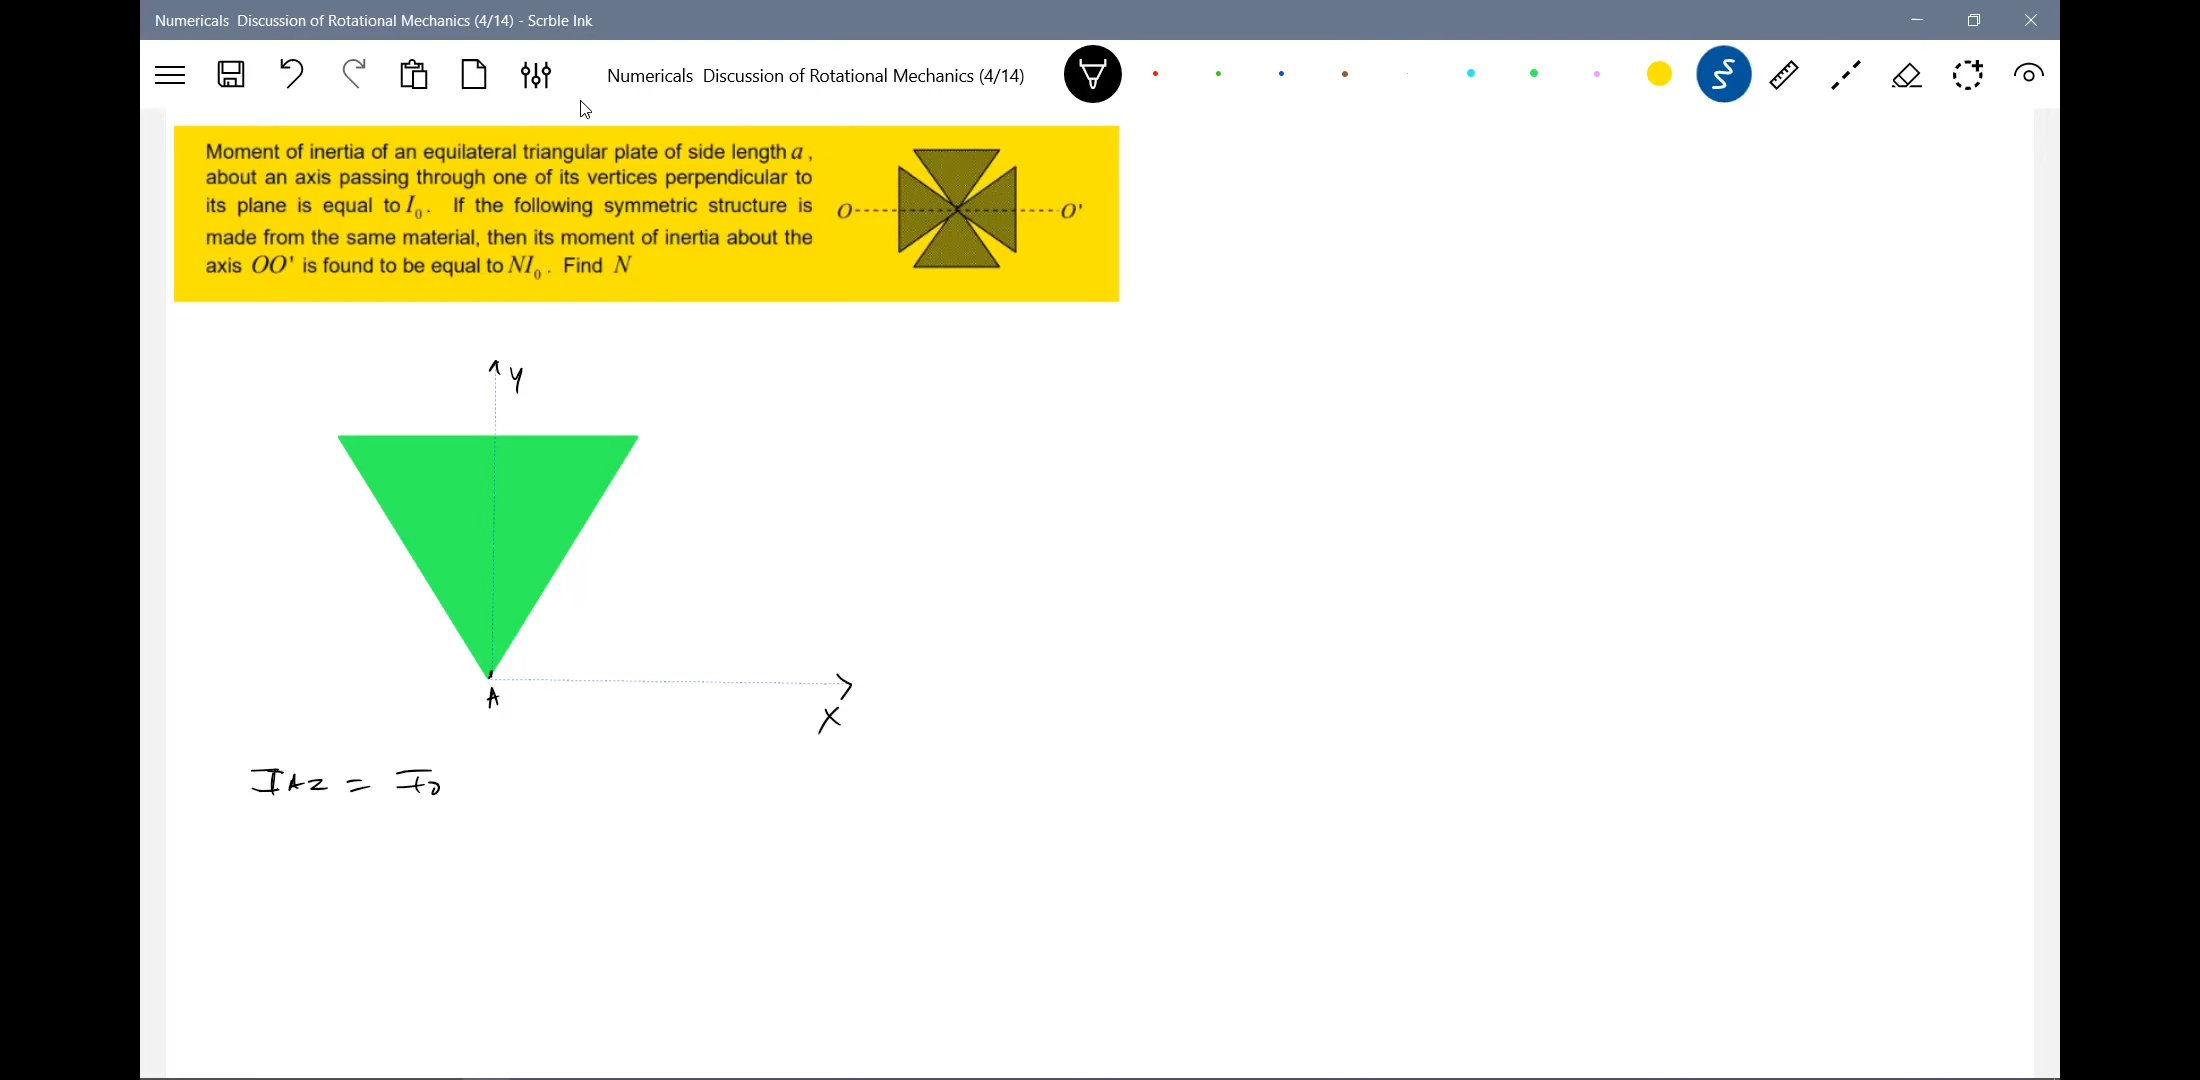 Numericals Discussion of Rotational Mechanics (4/14) - Scrble Ink
Numericals Discussion of Rotational Mechanics (4/14)
Moment of inertia of an equilateral triangular plate of side length a,
about an axis passing through one of its vertices perpendicular to
its plane is equal to I₀. If the following symmetric structure is
made from the same material, then its moment of inertia about the
axis OO' is found to be equal to NI₀. Find N
O O'
Y
A
X
IAZ = I0